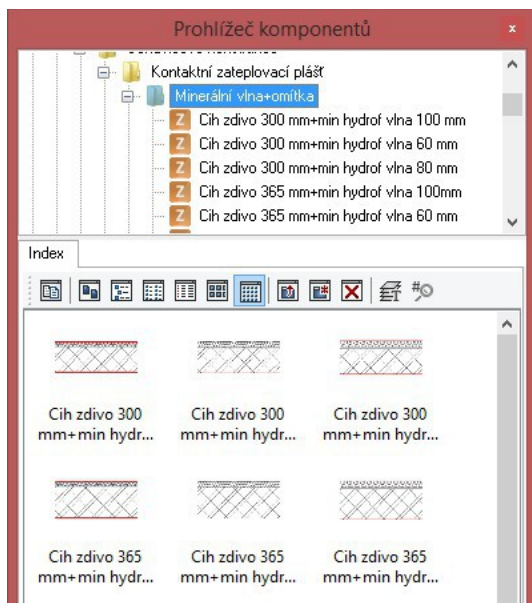 Prohlížeč komponentů
x
Kontaktní zateplovací plášť
Minerální vlna+omítka
Z Cih zdivo 300 mm+min hydrof vlna 100 mm
Z Cih zdivo 300 mm+min hydrof vlna 60 mm
Z Cih zdivo 300 mm+min hydrof vlna 80 mm
Z Cih zdivo 365 mm+min hydrof vlna 100mm
Z Cih zdivo 365 mm+min hydrof vlna 60 mm
Index
Cih zdivo 300 mm+min hydr...
Cih zdivo 300 mm+min hydr...
Cih zdivo 300 mm+min hydr...
Cih zdivo 365 mm+min hydr...
Cih zdivo 365 mm+min hydr...
Cih zdivo 365 mm+min hydr...